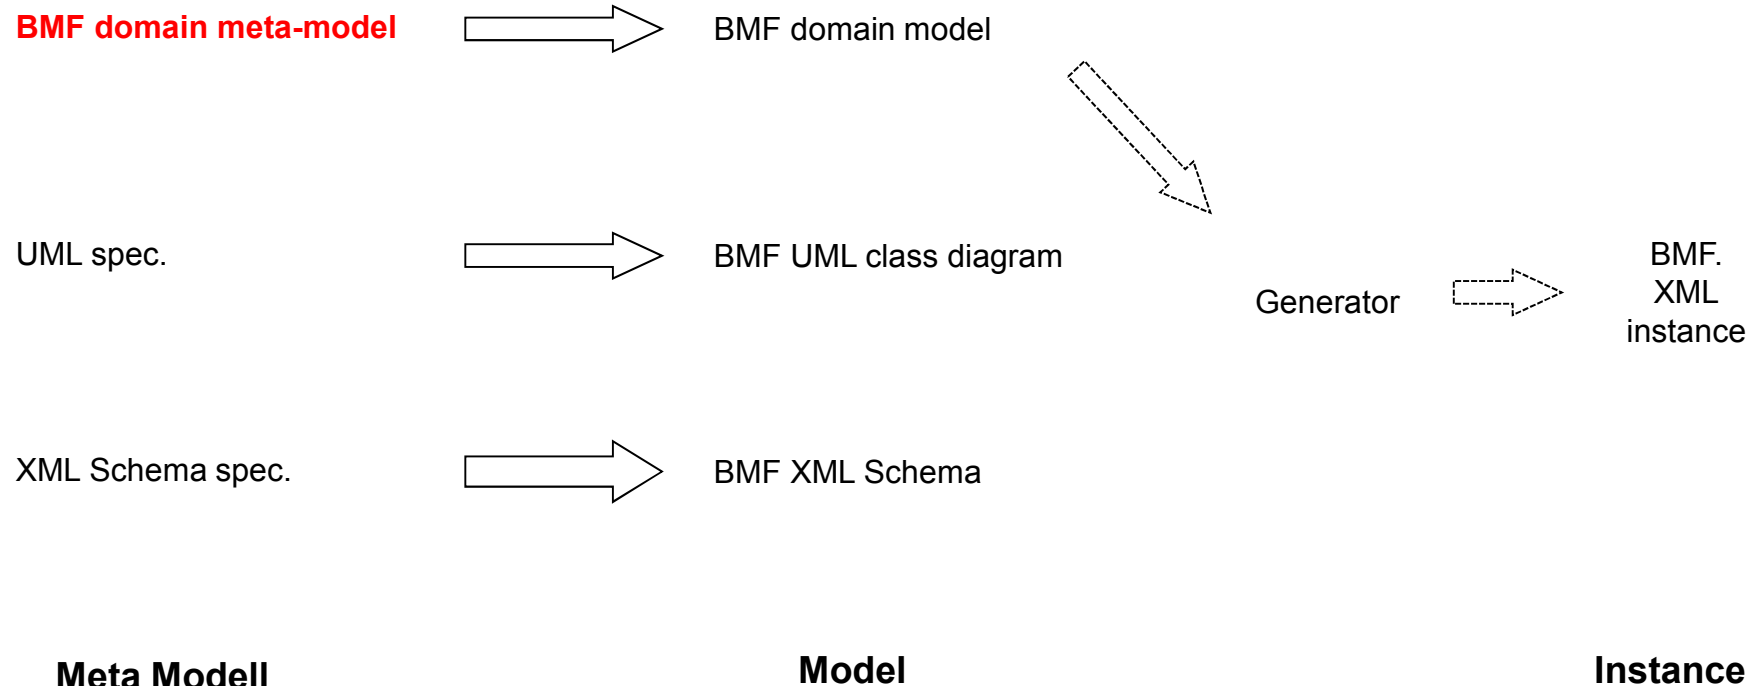 BMF domain meta-model
BMF domain model
UML spec.
BMF UML class diagram
Generator
BMF.
XML
instance
XML Schema spec.
BMF XML Schema
Meta Modell
Model
Instance